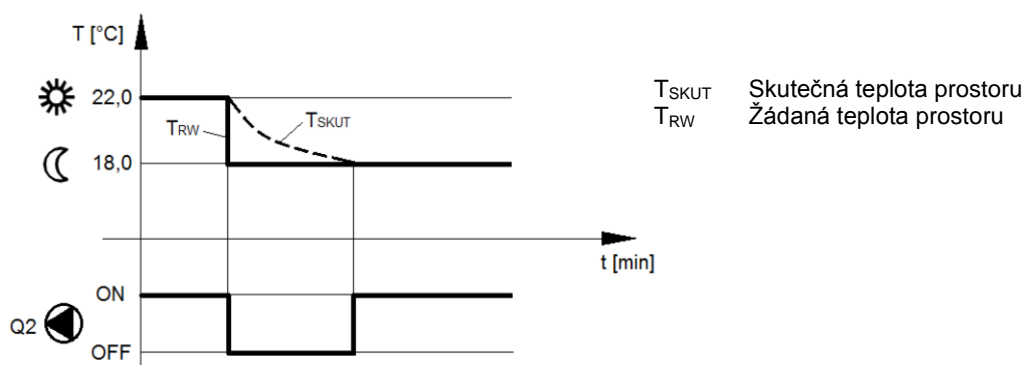 T [°C]
22,0
TRW
TSKUT
18,0
t [min]
ON
Q2
OFF
TSKUT Skutečná teplota prostoru
TRW Žádaná teplota prostoru